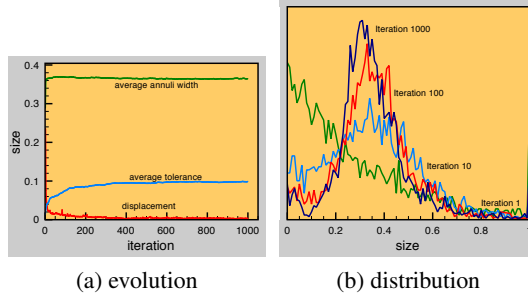 0.4
0.3
0.2
0.1
0
size
average annuli width
average tolerance
displacement
0 200 400 600 800 1000
iteration
(a) evolution
Iteration 1000
Iteration 100
Iteration 10
Iteration 1
0 0.2 0.4 0.6 0.8
size
(b) distribution